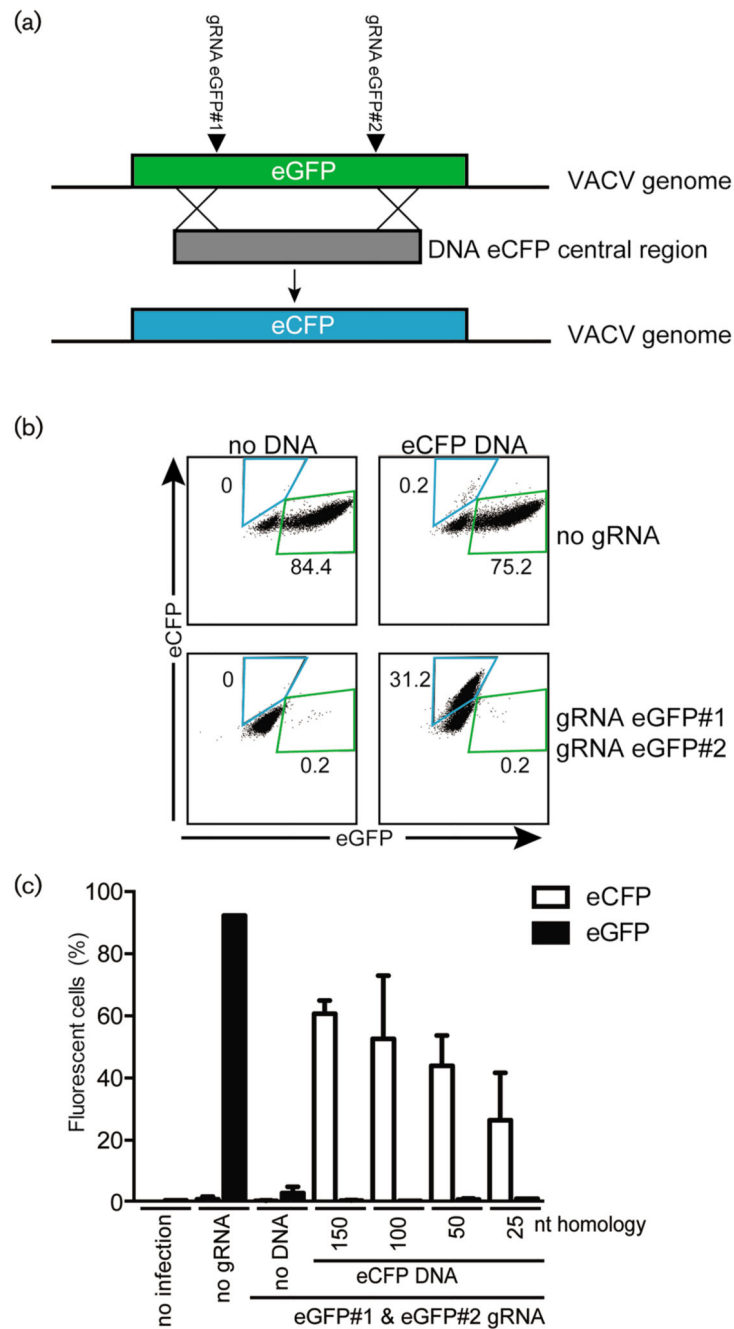 (a)
gRNA eGFP#1
gRNA eGFP#2
eGFP
VACV genome
DNA eCFP central region
eCFP
VACV genome
(b)
no DNA
eCFP DNA
0
84.4
0.2
75.2
no gRNA
0
0.2
31.2
0.2
gRNA eGFP#1
gRNA eGFP#2
eCFP
eGFP
(c)
Fluorescent cells (%)
100
80
60
40
20
0
eCFP
eGFP
no infection
no gRNA
no DNA
150
100
50
25
nt homology
eCFP DNA
eGFP#1 & eGFP#2 gRNA